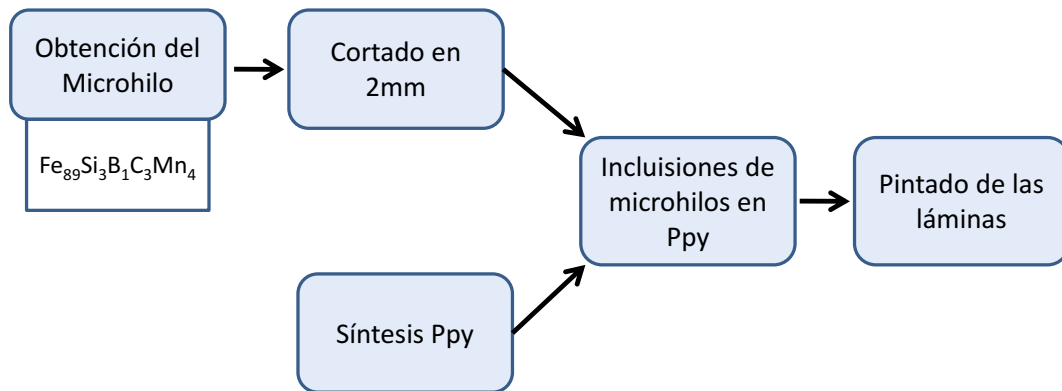 Obtención del
Microhilo
Fe₈₉Si₃B₁C₃Mn₄
Cortado en
2mm
Incluisiones de
microhilos en
Ppy
Pintado de las
láminas
Síntesis Ppy